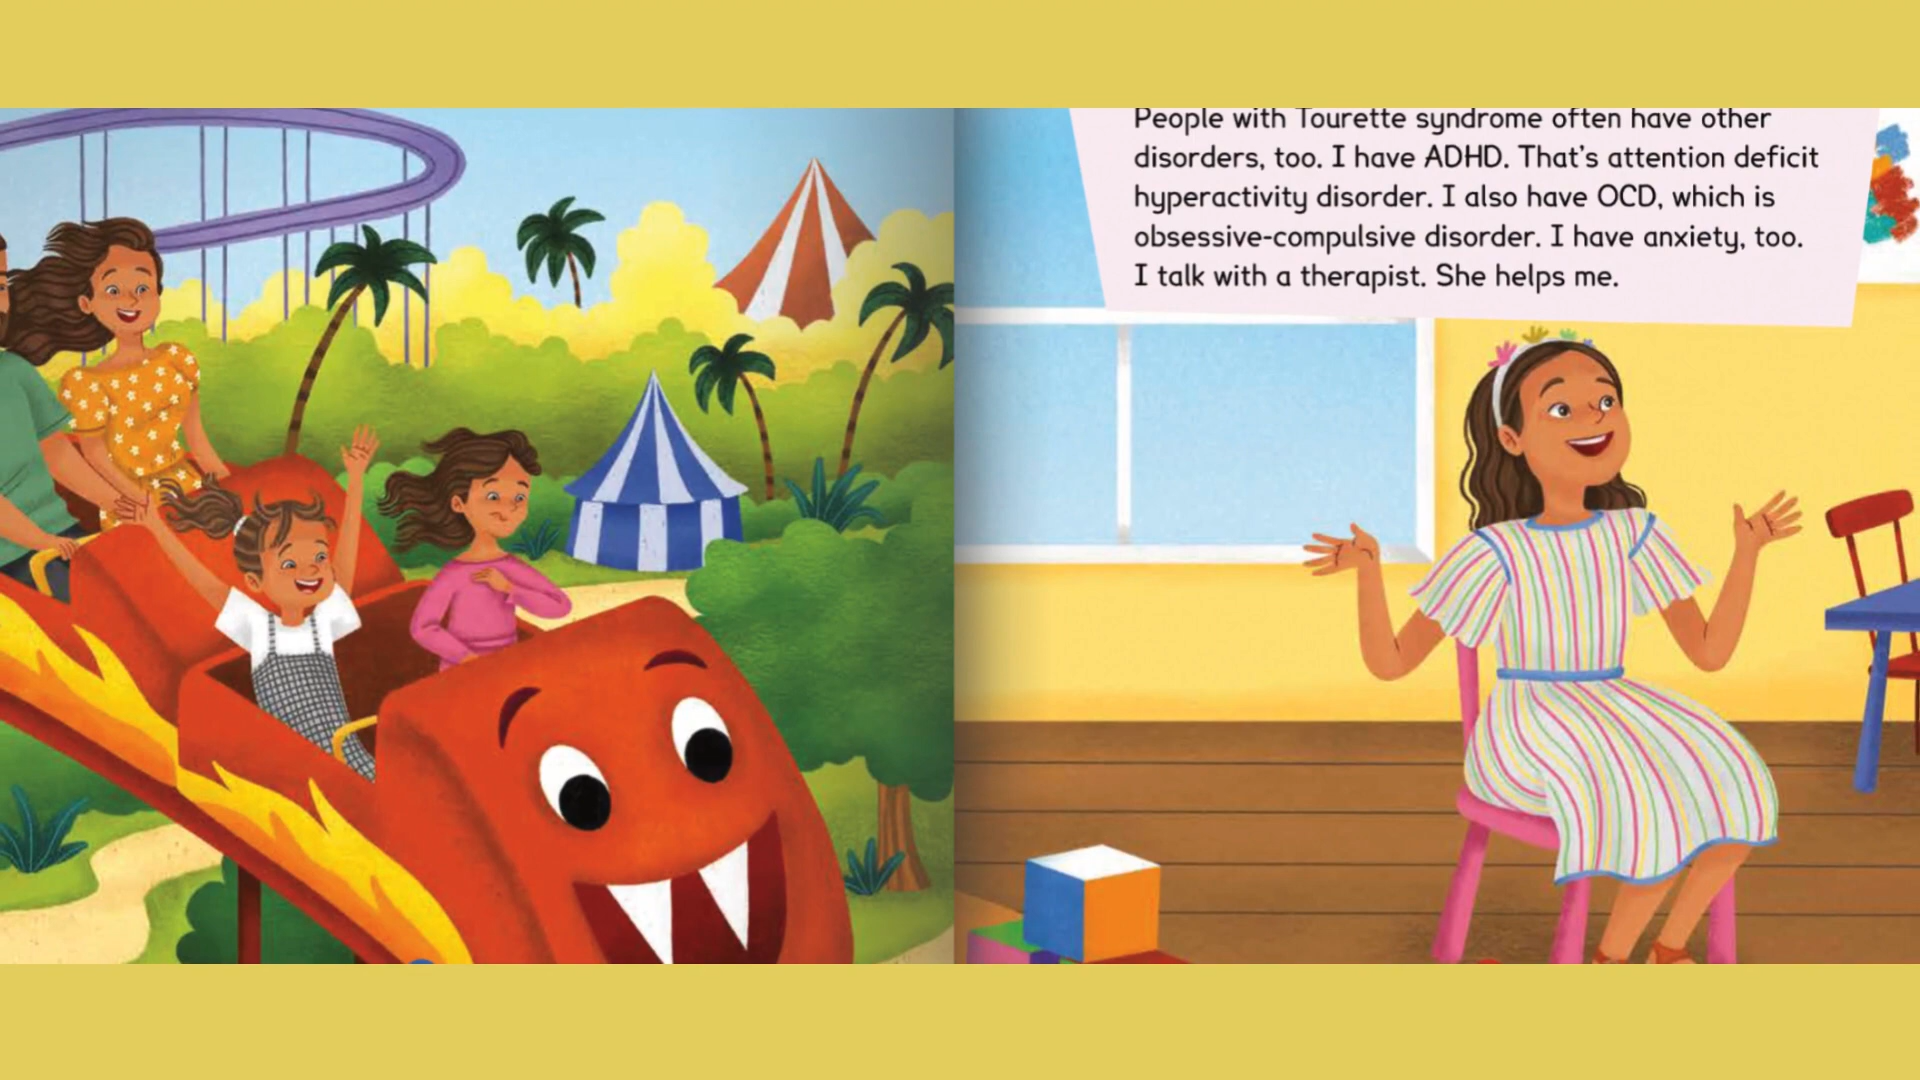 People with Tourette syndrome often have other
disorders, too. I have ADHD. That's attention deficit
hyperactivity disorder. I also have OCD, which is
obsessive-compulsive disorder. I have anxiety, too.
I talk with a therapist. She helps me.